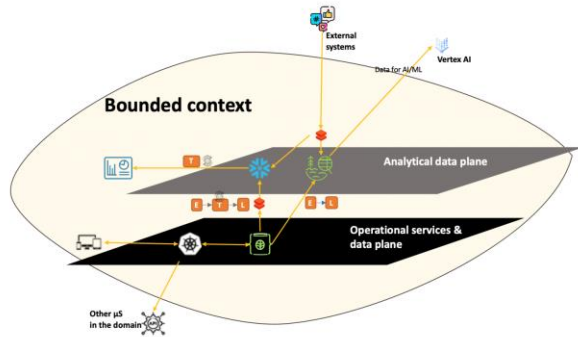 External
systems
Vertex AI
Data for AI/ML
Bounded context
T
Analytical data plane
E T L
E L
Operational services &
data plane
Other µS
in the domain